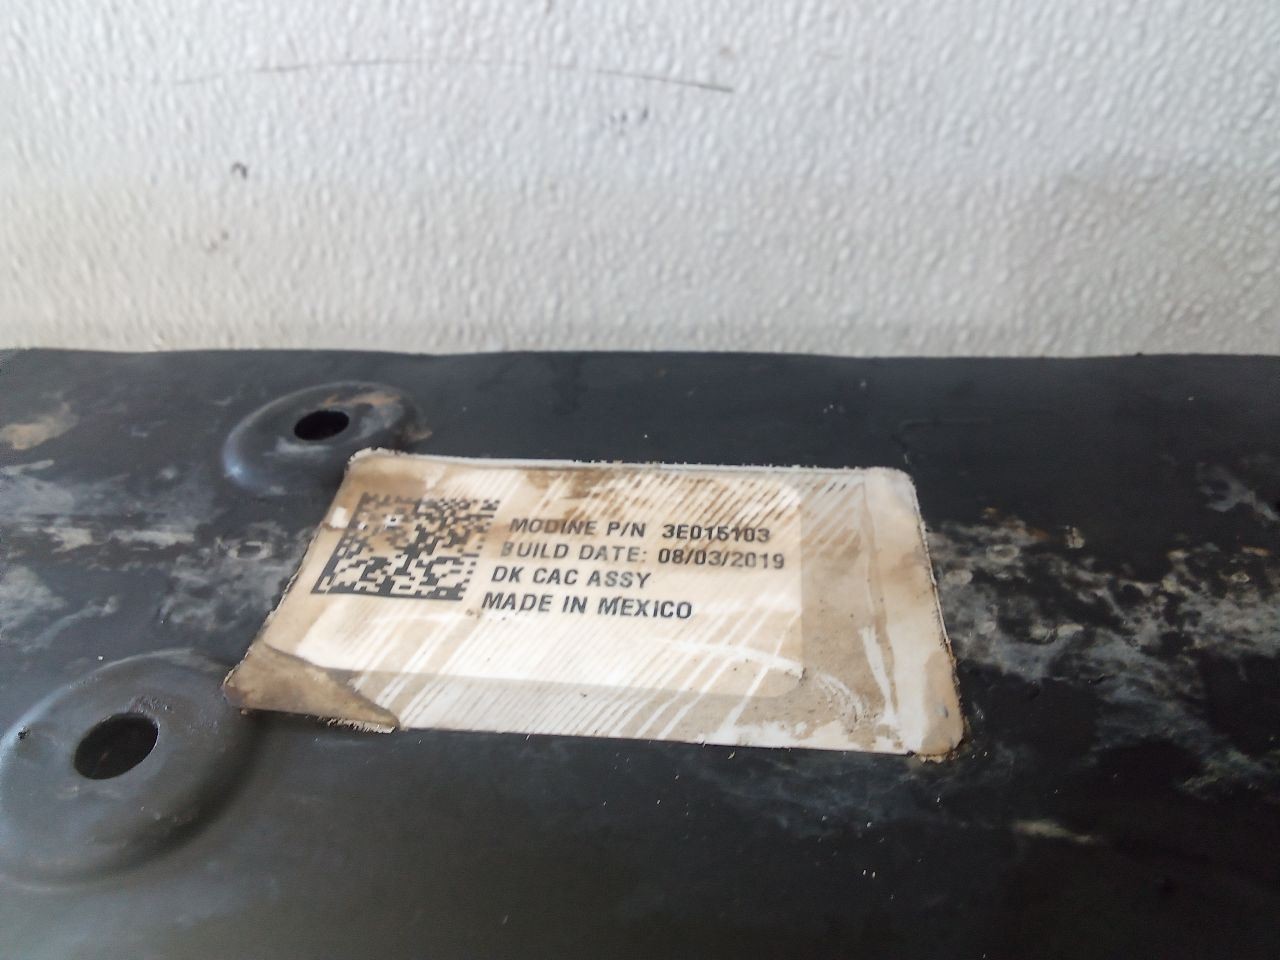 MODINE P/N 3E015103
BUILD DATE: 08/03/2019
DK CAC ASSY
MADE IN MEXICO